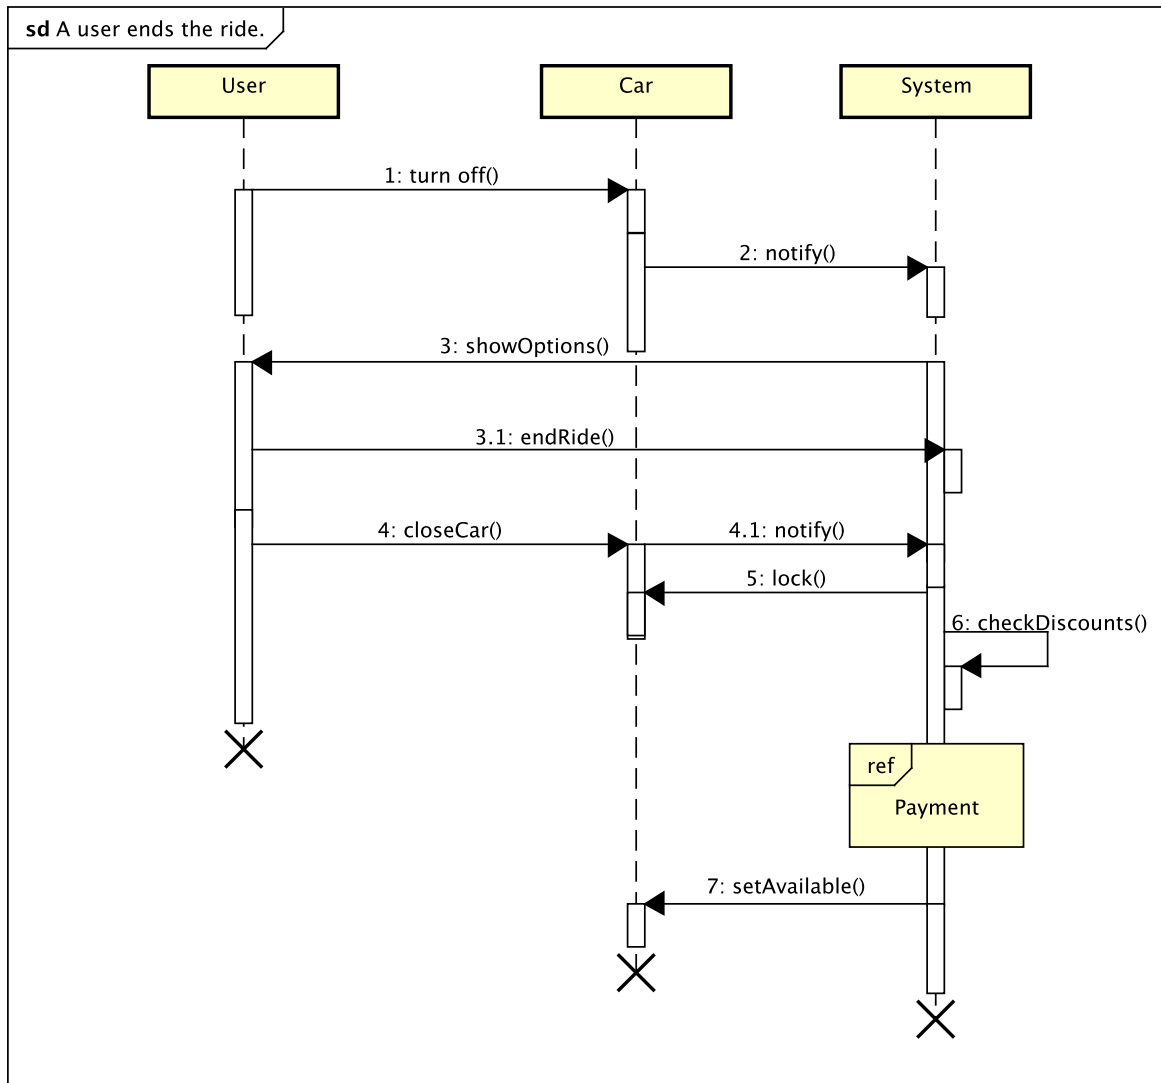 sd A user ends the ride.
User
Car
System
1: turn off()
2: notify()
3: showOptions()
3.1: endRide()
4: closeCar()
4.1: notify()
5: lock()
6: checkDiscounts()
ref
Payment
7: setAvailable()